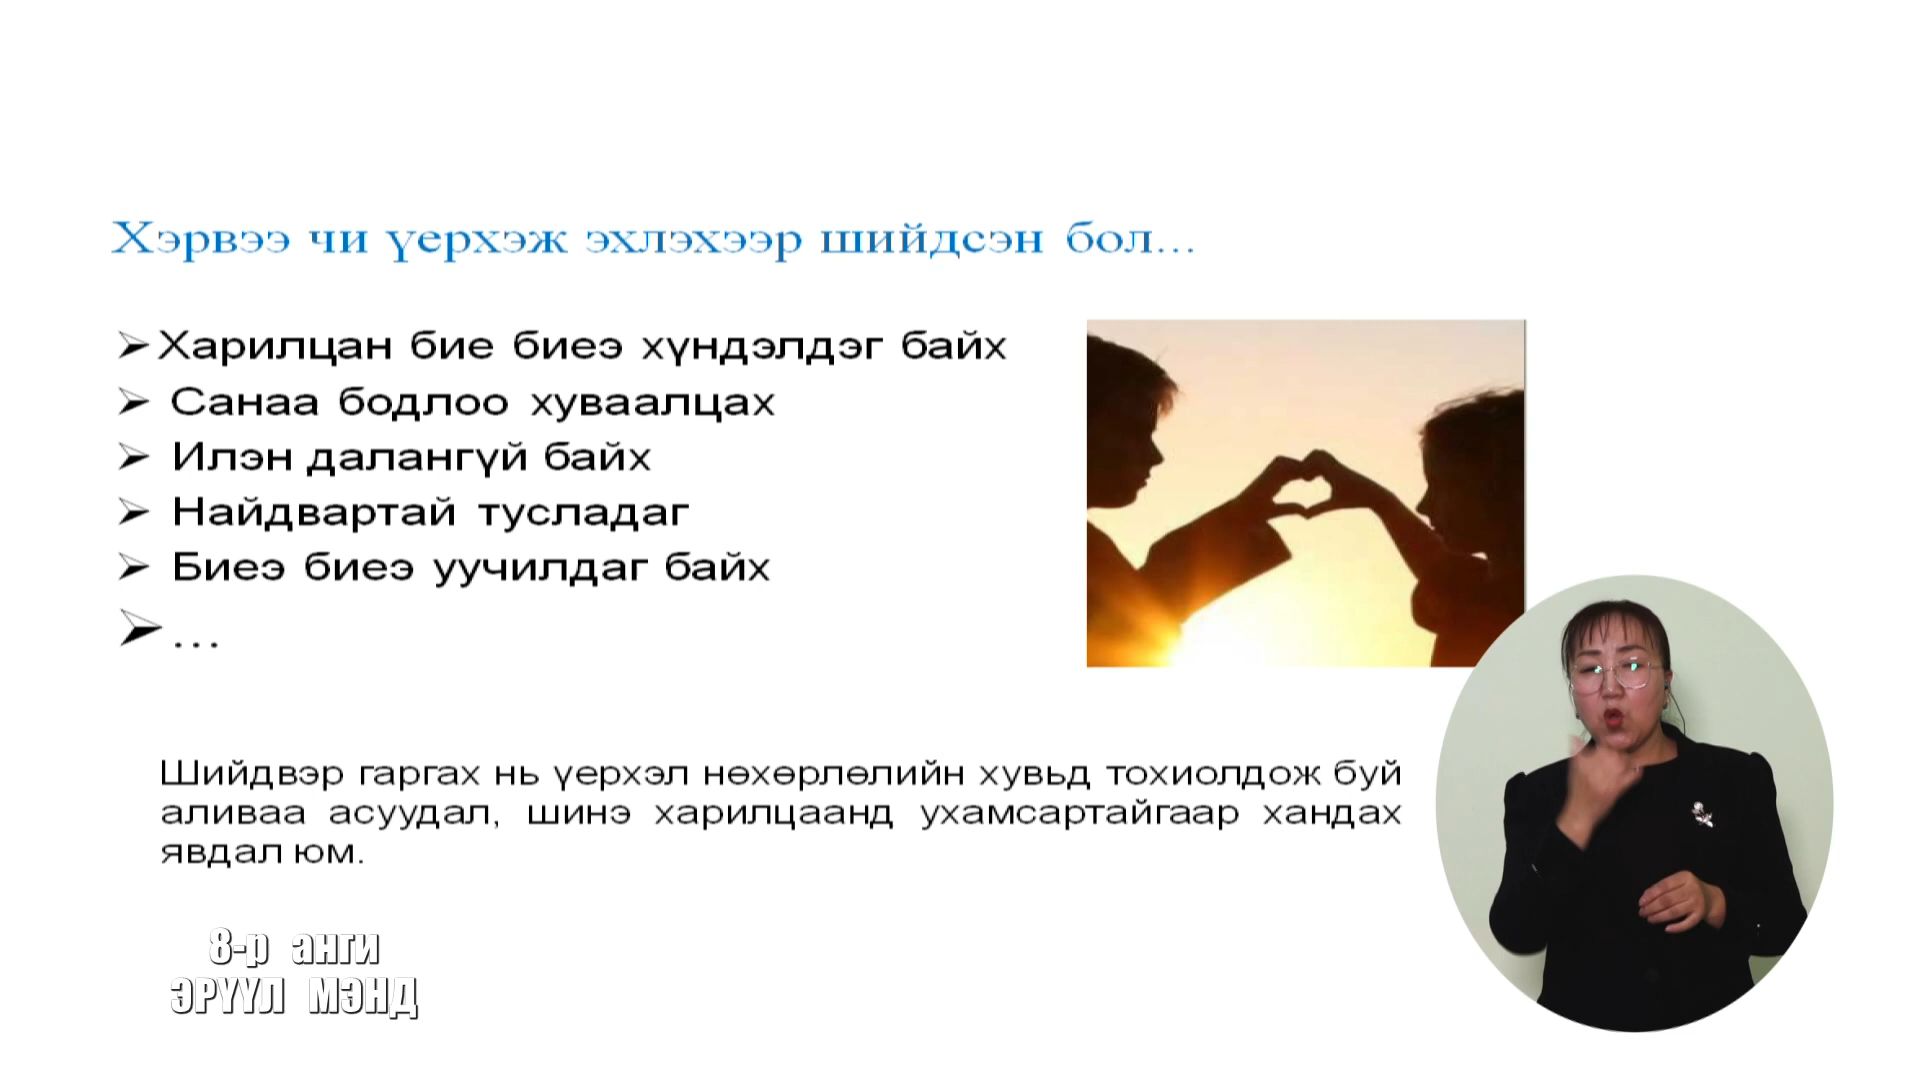 Хэрвээ чи үерхэж эхлэхээр шийдсэн бол...
Харилцан бие биеэ хүндэлдэг байх
Санаа бодлоо хуваалцах
Илэн далангүй байх
Найдвартай тусладаг
Биеэ биеэ уучилдаг байх
...
Шийдвэр гаргах нь үерхэл нөхөрлөлийн хувьд тохиолдож буй
аливаа асуудал, шинэ харилцаанд ухамсартайгаар хандах
явдал юм.
8-р анги
ЭРҮҮЛ МЭНД